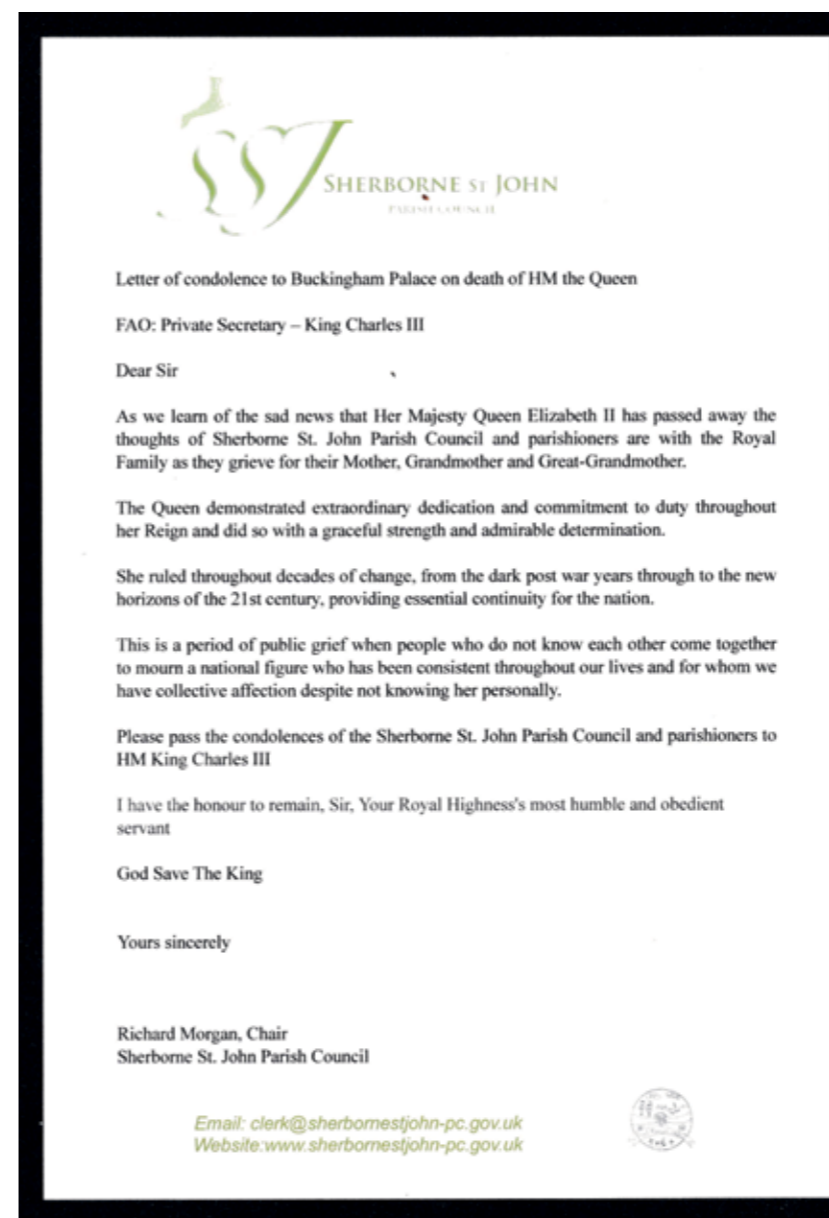 SSJ
SHERBORNE ST JOHN
PARISH COUNCIL
Letter of condolence to Buckingham Palace on death of HM the Queen
FAO: Private Secretary – King Charles III
Dear Sir
As we learn of the sad news that Her Majesty Queen Elizabeth II has passed away the
thoughts of Sherborne St. John Parish Council and parishioners are with the Royal
Family as they grieve for their Mother, Grandmother and Great-Grandmother.
The Queen demonstrated extraordinary dedication and commitment to duty throughout
her Reign and did so with a graceful strength and admirable determination.
She ruled throughout decades of change, from the dark post war years through to the new
horizons of the 21st century, providing essential continuity for the nation.
This is a period of public grief when people who do not know each other come together
to mourn a national figure who has been consistent throughout our lives and for whom we
have collective affection despite not knowing her personally.
Please pass the condolences of the Sherborne St. John Parish Council and parishioners to
HM King Charles III
I have the honour to remain, Sir, Your Royal Highness's most humble and obedient
servant
God Save The King
Yours sincerely
Richard Morgan, Chair
Sherborne St. John Parish Council
Email: clerk@sherbornestjohn-pc.gov.uk
Website:www.sherbornestjohn-pc.gov.uk